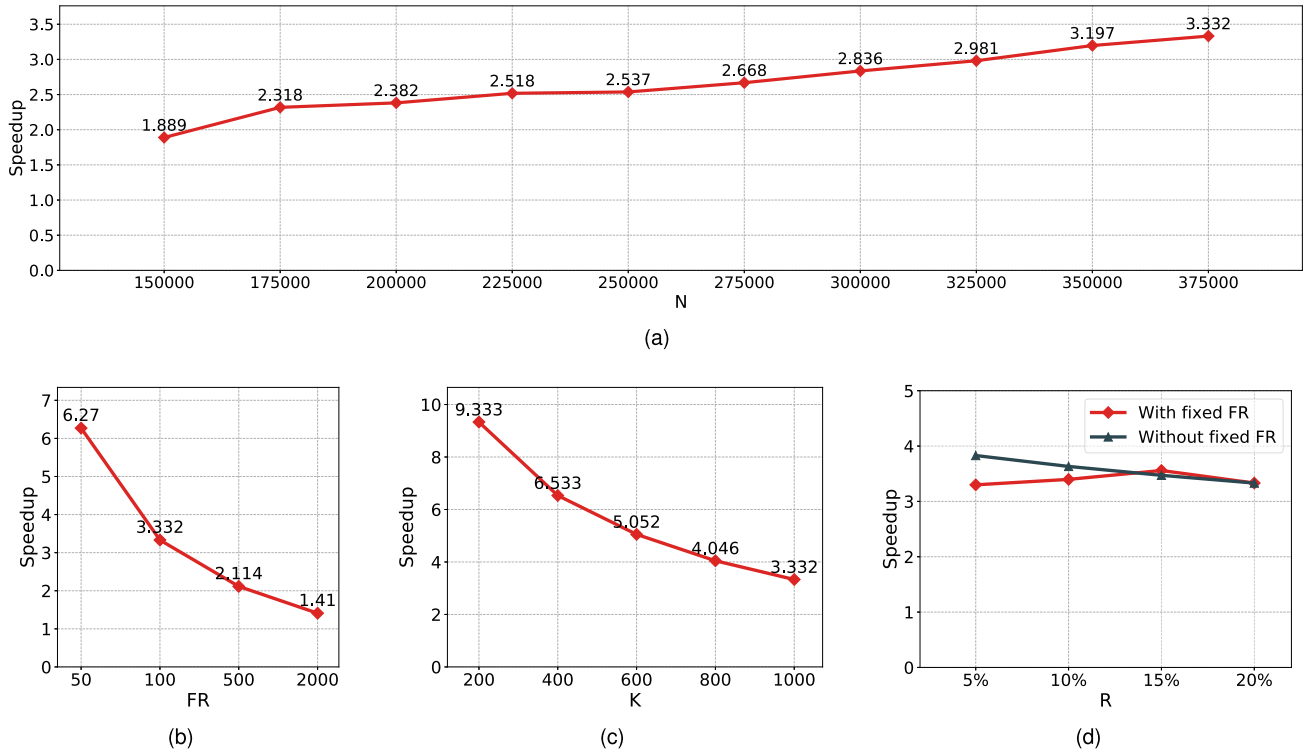 3.5
3.0
2.5
2.0
1.5
1.0
0.5
0.0
Speedup
1.889
2.318
2.382
2.518
2.537
2.668
2.836
2.981
3.197
3.332
150000 175000 200000 225000 250000 275000 300000 325000 350000 375000
N
(a)
7
6
5
4
3
2
1
0
Speedup
6.27
3.332
2.114
1.41
50 100 500 2000
FR
(b)
10
8
6
4
2
0
Speedup
9.333
6.533
5.052
4.046
3.332
200 400 600 800 1000
K
(c)
5
4
3
2
1
0
Speedup
With fixed FR
Without fixed FR
5% 10% 15% 20%
R
(d)